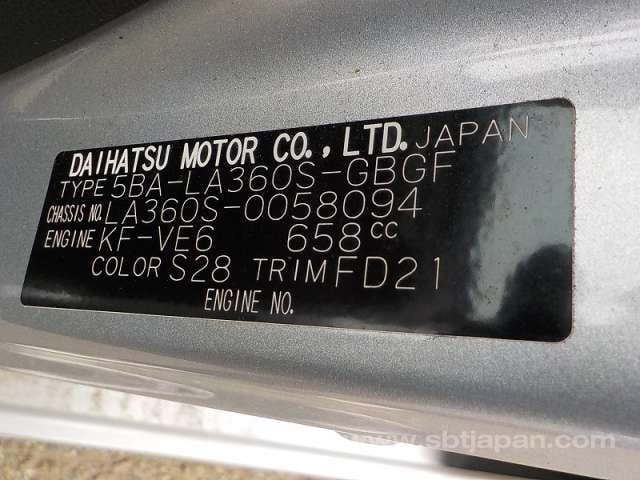 DAIHATSU MOTOR CO., LTD. JAPAN
TYPE 5BA-LA360S-GBGF
CHASSIS NO. LA360S-0058094
ENGINE KF-VE6 658cc
COLOR S28 TRIM FD21
ENGINE NO.
www.sbtjapan.com